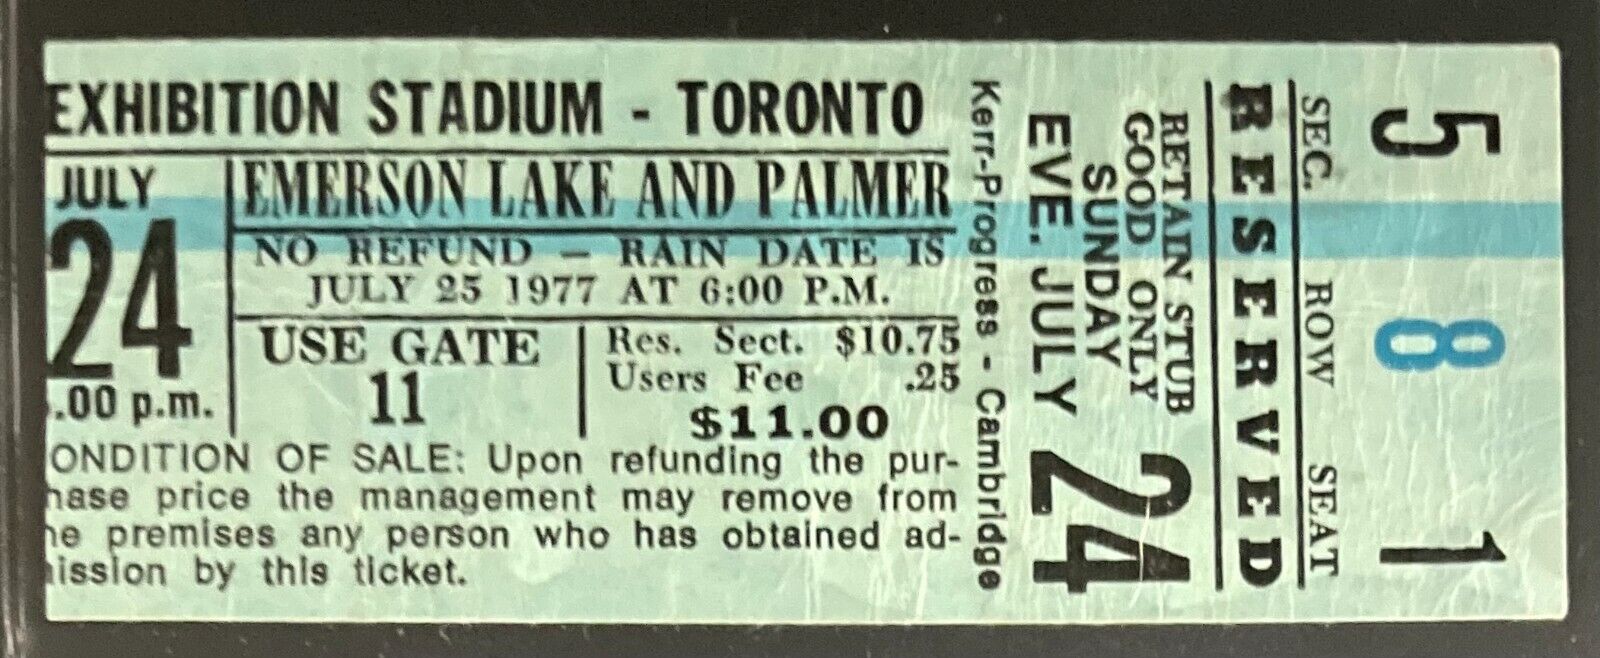 EXHIBITION STADIUM - TORONTO
JULY
24
.00 p.m.
EMERSON LAKE AND PALMER
NO REFUND — RAIN DATE IS
JULY 25 1977 AT 6:00 P.M.
USE GATE
11
Res. Sect. $10.75
Users Fee .25
$11.00
ONDITION OF SALE: Upon refunding the pur-
hase price the management may remove from
he premises any person who has obtained ad-
ission by this ticket.
Kerr-Progress - Cambridge
EVE. JULY 24
SUNDAY
GOOD ONLY
RETAIN STUB
24
RESERVED
SEC. ROW SEAT
5 8 1